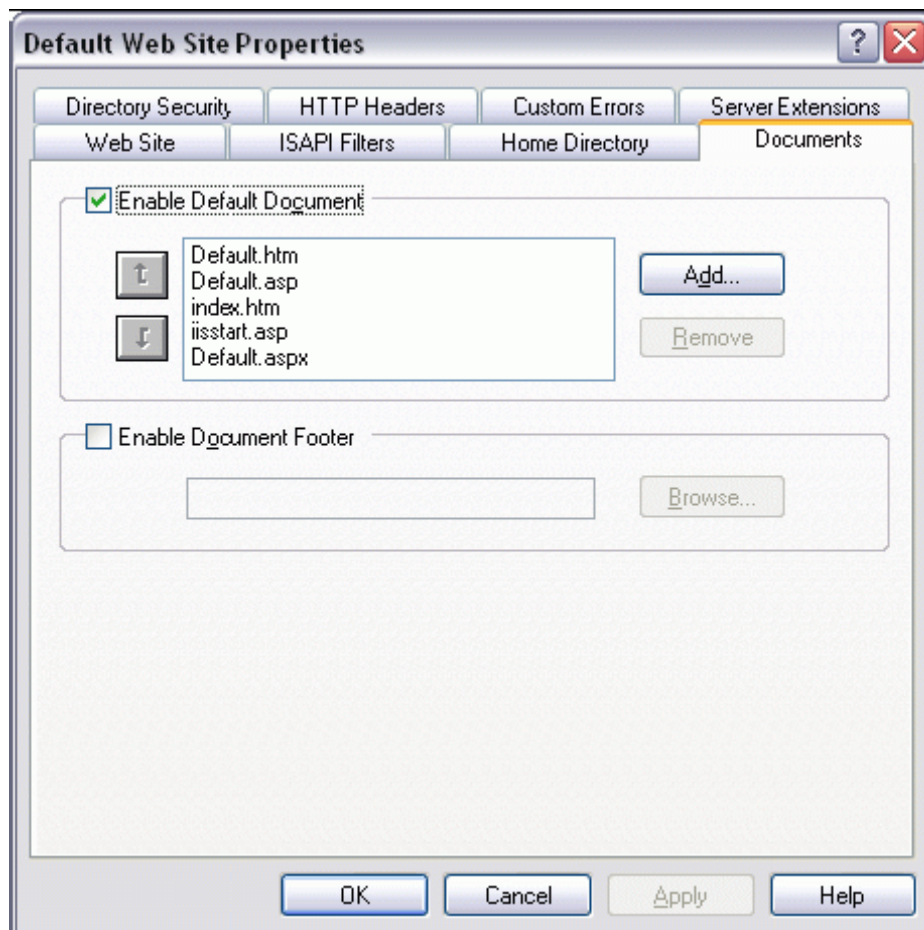 Default Web Site Properties
?
Directory Security HTTP Headers Custom Errors Server Extensions
Web Site ISAPI Filters Home Directory Documents
Enable Default Document
Default.htm
Default.asp
index.htm
iisstart.asp
Default.aspx
Add...
Remove
Enable Document Footer
Browse...
OK Cancel Apply Help